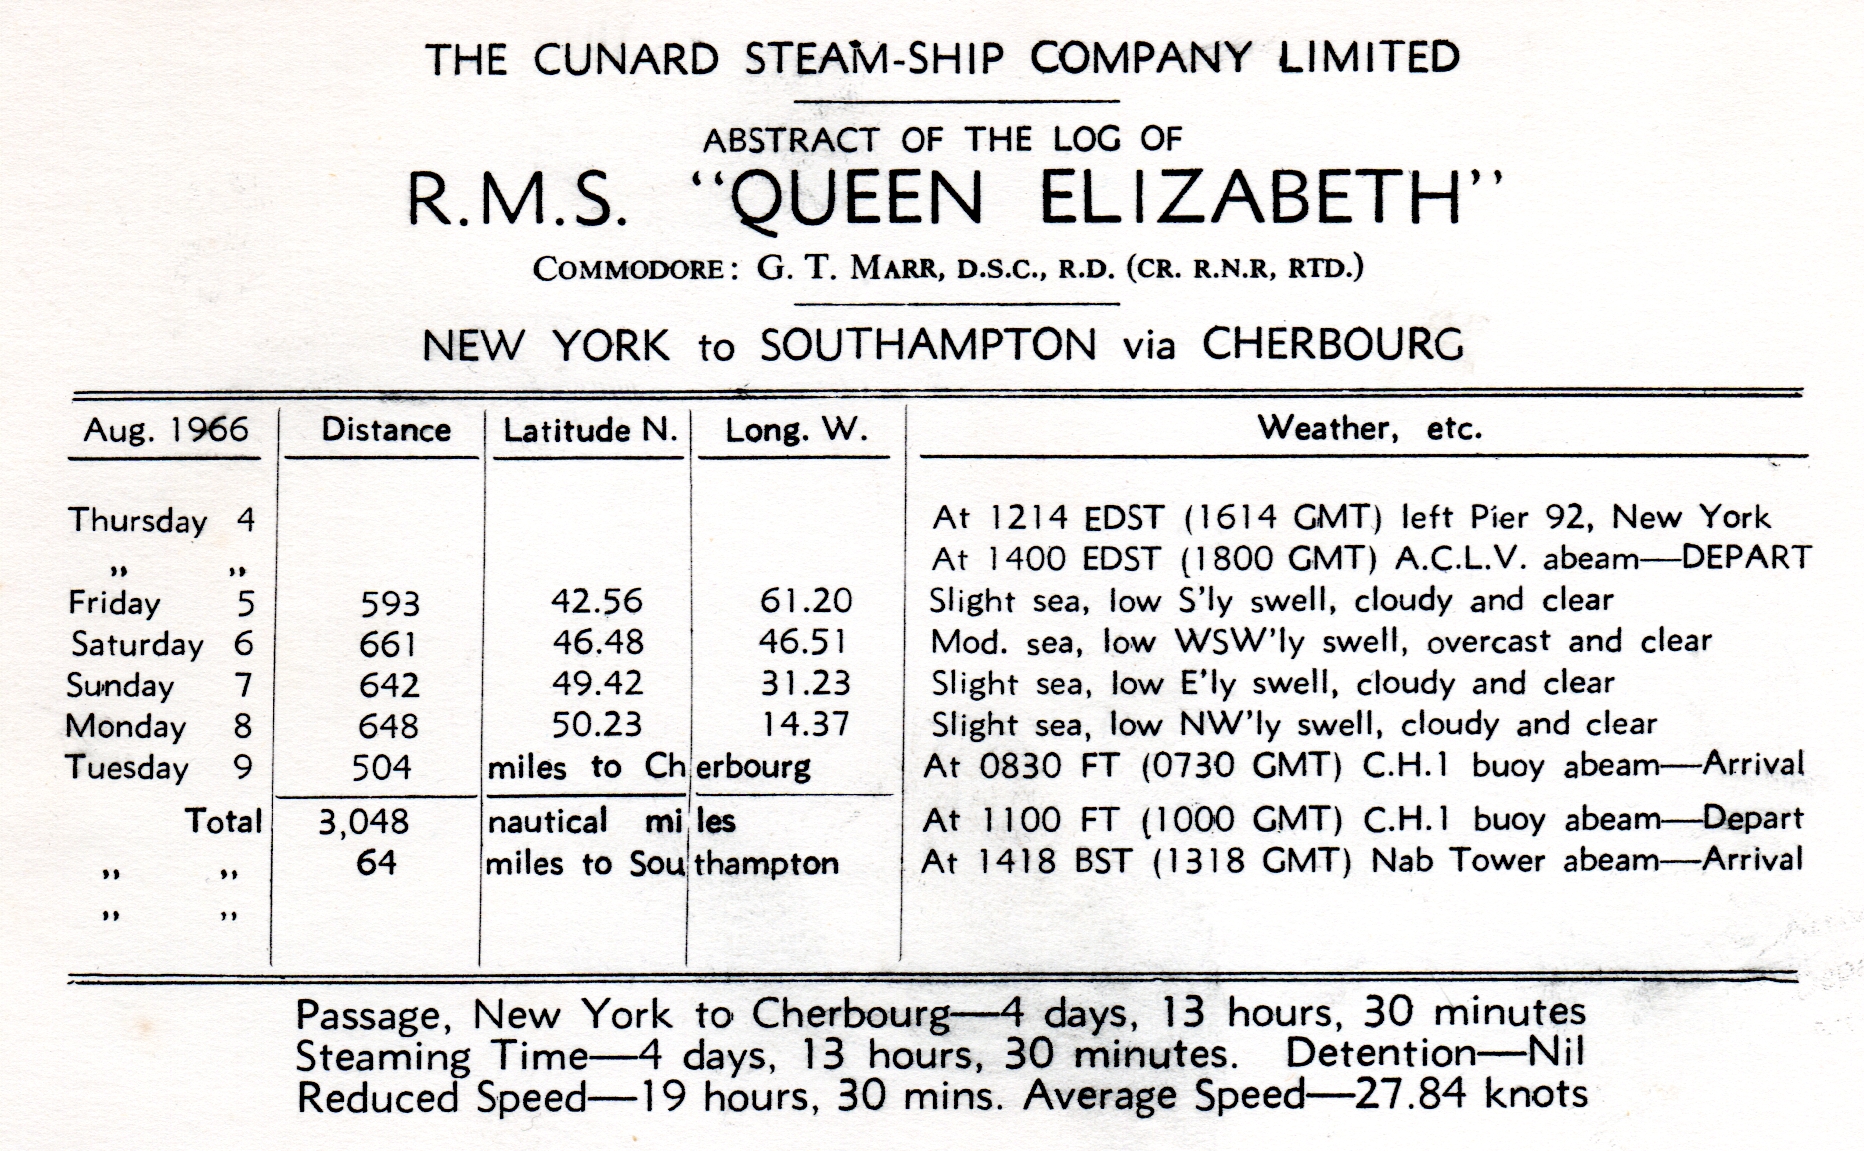 THE CUNARD STEAM-SHIP COMPANY LIMITED
ABSTRACT OF THE LOG OF
R.M.S. “QUEEN ELIZABETH”
COMMODORE: G. T. MARR, D.S.C., R.D. (CR. R.N.R, RTD.)
NEW YORK to SOUTHAMPTON via CHERBOURG
Aug. 1966 Distance Latitude N. Long. W. Weather, etc.
Thursday 4 At 1214 EDST (1614 GMT) left Pier 92, New York
,, ,, At 1400 EDST (1800 GMT) A.C.L.V. abeam—DEPART
Friday 5 593 42.56 61.20 Slight sea, low S'ly swell, cloudy and clear
Saturday 6 661 46.48 46.51 Mod. sea, low WSW'ly swell, overcast and clear
Sunday 7 642 49.42 31.23 Slight sea, low E'ly swell, cloudy and clear
Monday 8 648 50.23 14.37 Slight sea, low NW'ly swell, cloudy and clear
Tuesday 9 504 miles to Cherbourg At 0830 FT (0730 GMT) C.H.1 buoy abeam—Arrival
Total 3,048 nautical miles At 1100 FT (1000 GMT) C.H.1 buoy abeam—Depart
,, ,, 64 miles to Southampton At 1418 BST (1318 GMT) Nab Tower abeam—Arrival
,, ,,
Passage, New York to Cherbourg—4 days, 13 hours, 30 minutes
Steaming Time—4 days, 13 hours, 30 minutes. Detention—Nil
Reduced Speed—19 hours, 30 mins. Average Speed—27.84 knots